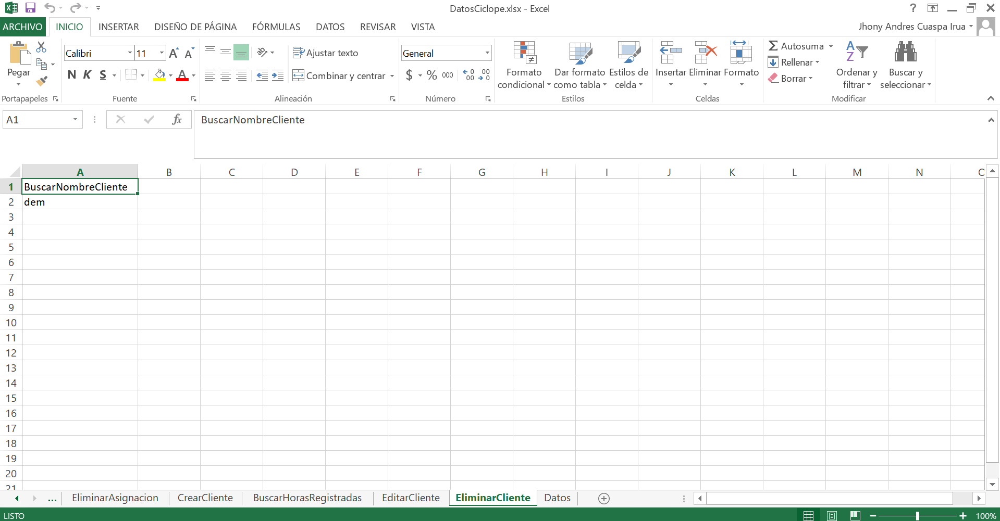 DatosCiclope.xlsx - Excel
?
ARCHIVO INICIO INSERTAR DISEÑO DE PÁGINA FÓRMULAS DATOS REVISAR VISTA
Jhony Andres Cuaspa Irua
Pegar
Portapapeles
Calibri 11
N K S
Fuente
Ajustar texto
Combinar y centrar
Alineación
General
$ % 000
Número
Formato condicional
Dar formato como tabla
Estilos de celda
Estilos
Insertar Eliminar Formato
Celdas
Autosuma
Rellenar
Borrar
Ordenar y filtrar
Buscar y seleccionar
Modificar
A1
fx
BuscarNombreCliente
A B C D E F G H I J K L M N
1 BuscarNombreCliente
2 dem
3
4
5
6
7
8
9
10
11
12
13
14
15
16
17
18
19
20
21
... EliminarAsignacion CrearCliente BuscarHorasRegistradas EditarCliente EliminarCliente Datos
LISTO
100%